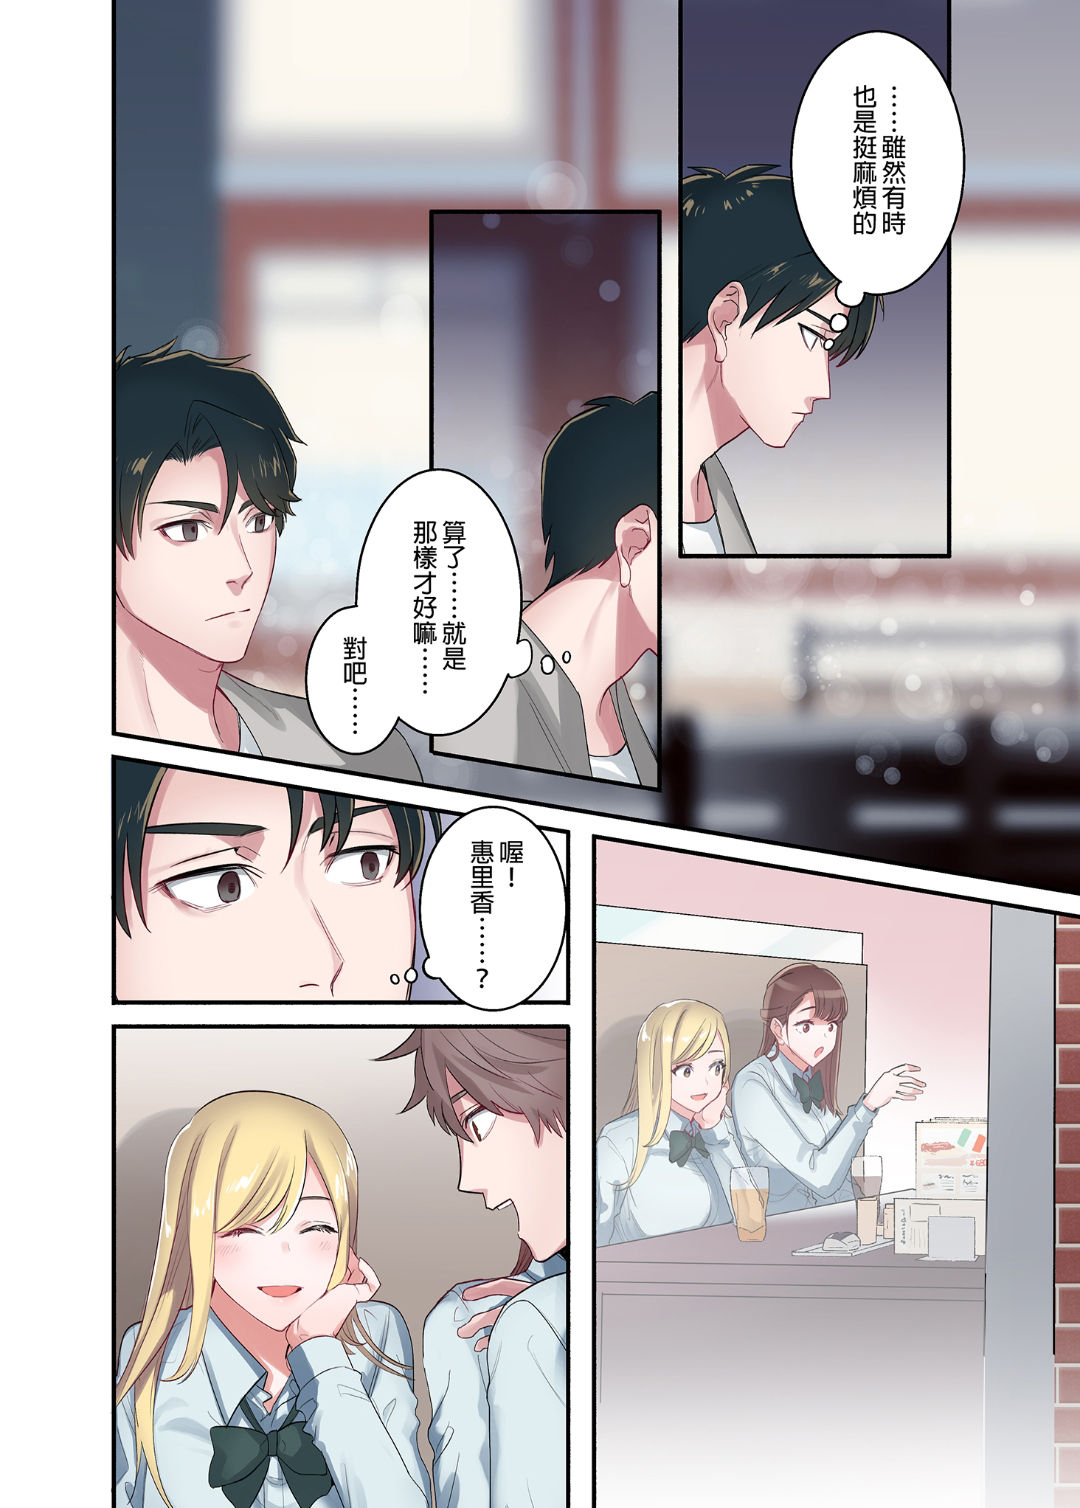 ……雖然有時
也是挺麻煩的
算了……就是
那樣才好嘛……
對吧……
喔！
惠里香……？